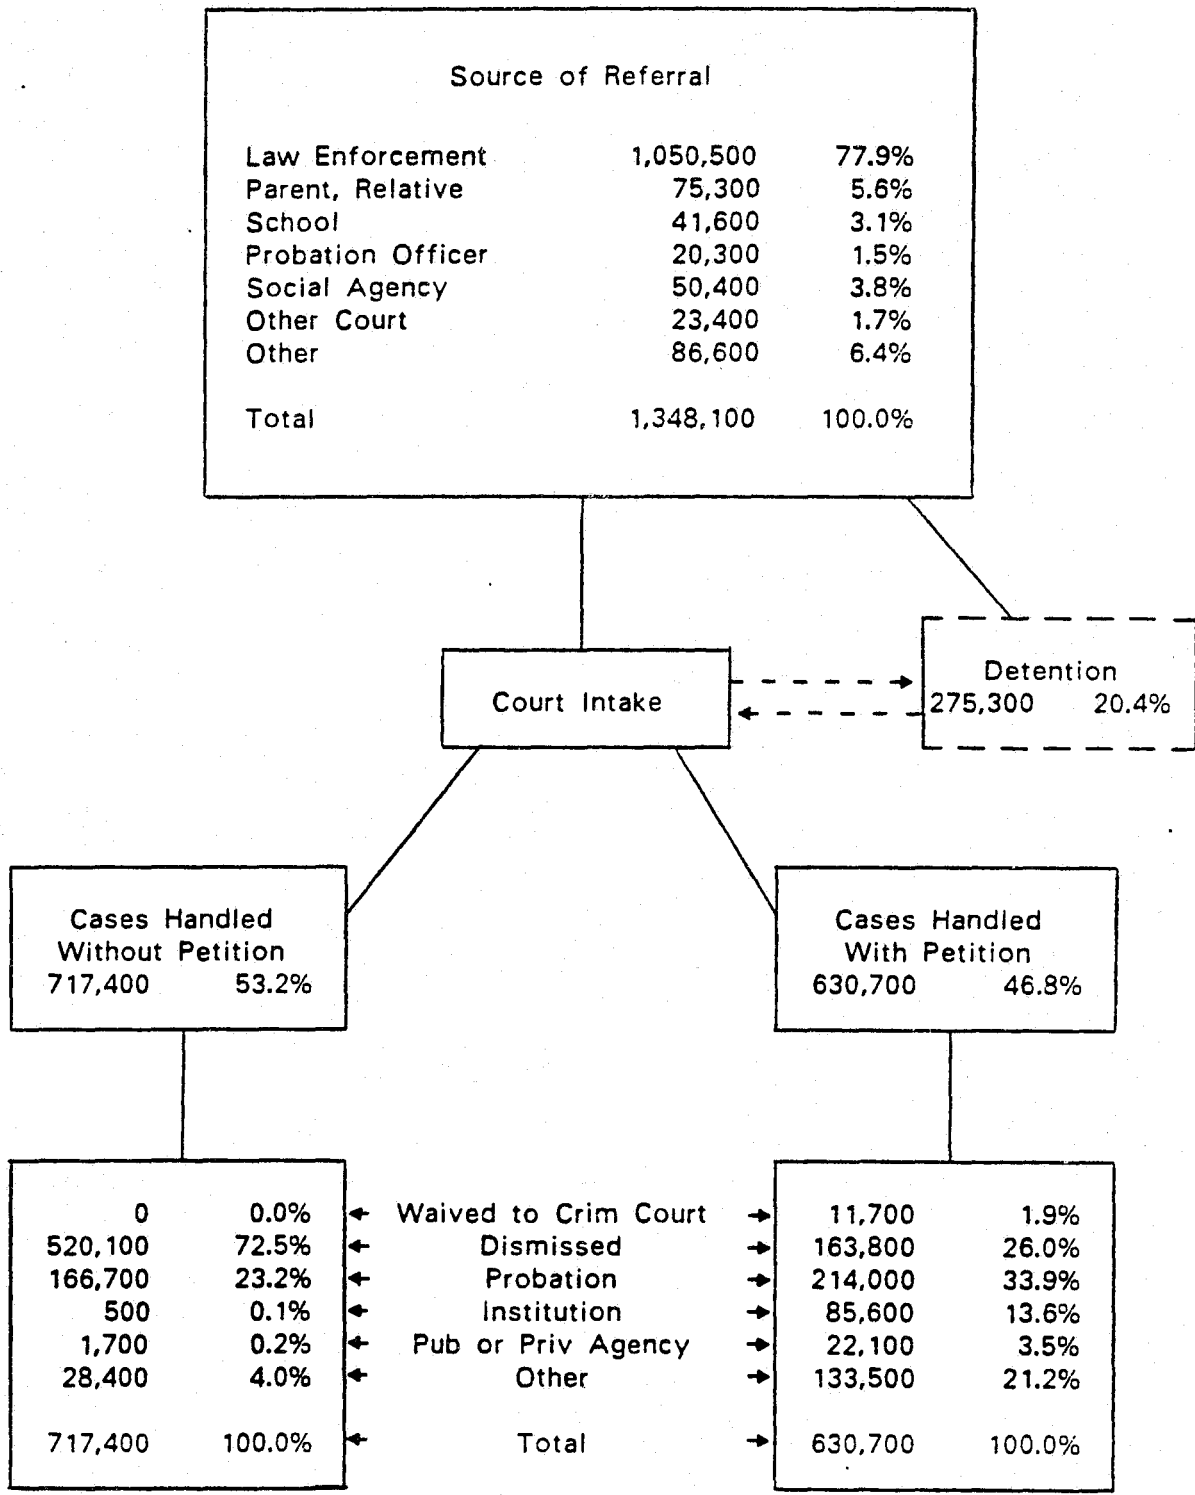 Source of Referral
Law Enforcement 1,050,500 77.9%
Parent, Relative 75,300 5.6%
School 41,600 3.1%
Probation Officer 20,300 1.5%
Social Agency 50,400 3.8%
Other Court 23,400 1.7%
Other 86,600 6.4%
Total 1,348,100 100.0%
Court Intake
Detention
275,300 20.4%
Cases Handled
Without Petition
717,400 53.2%
Cases Handled
With Petition
630,700 46.8%
0 0.0% Waived to Crim Court 11,700 1.9%
520,100 72.5% Dismissed 163,800 26.0%
166,700 23.2% Probation 214,000 33.9%
500 0.1% Institution 85,600 13.6%
1,700 0.2% Pub or Priv Agency 22,100 3.5%
28,400 4.0% Other 133,500 21.2%
717,400 100.0% Total 630,700 100.0%